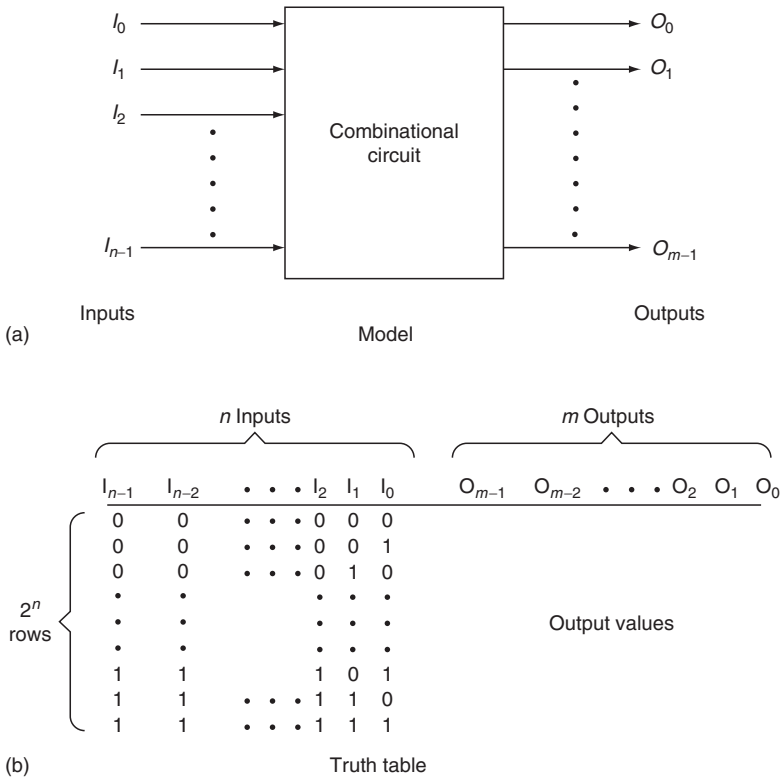 I₀ O₀
I₁ O₁
I₂
Combinational
circuit
Iₙ₋₁ Oₘ₋₁
Inputs Outputs
(a) Model
n Inputs m Outputs
Iₙ₋₁ Iₙ₋₂ • • • I₂ I₁ I₀ Oₘ₋₁ Oₘ₋₂ • • • O₂ O₁ O₀
0 0 • • • 0 0 0
0 0 • • • 0 0 1
0 0 • • • 0 1 0
2ⁿ
rows
Output values
1 1 1 0 1
1 1 • • • 1 1 0
1 1 • • • 1 1 1
(b) Truth table